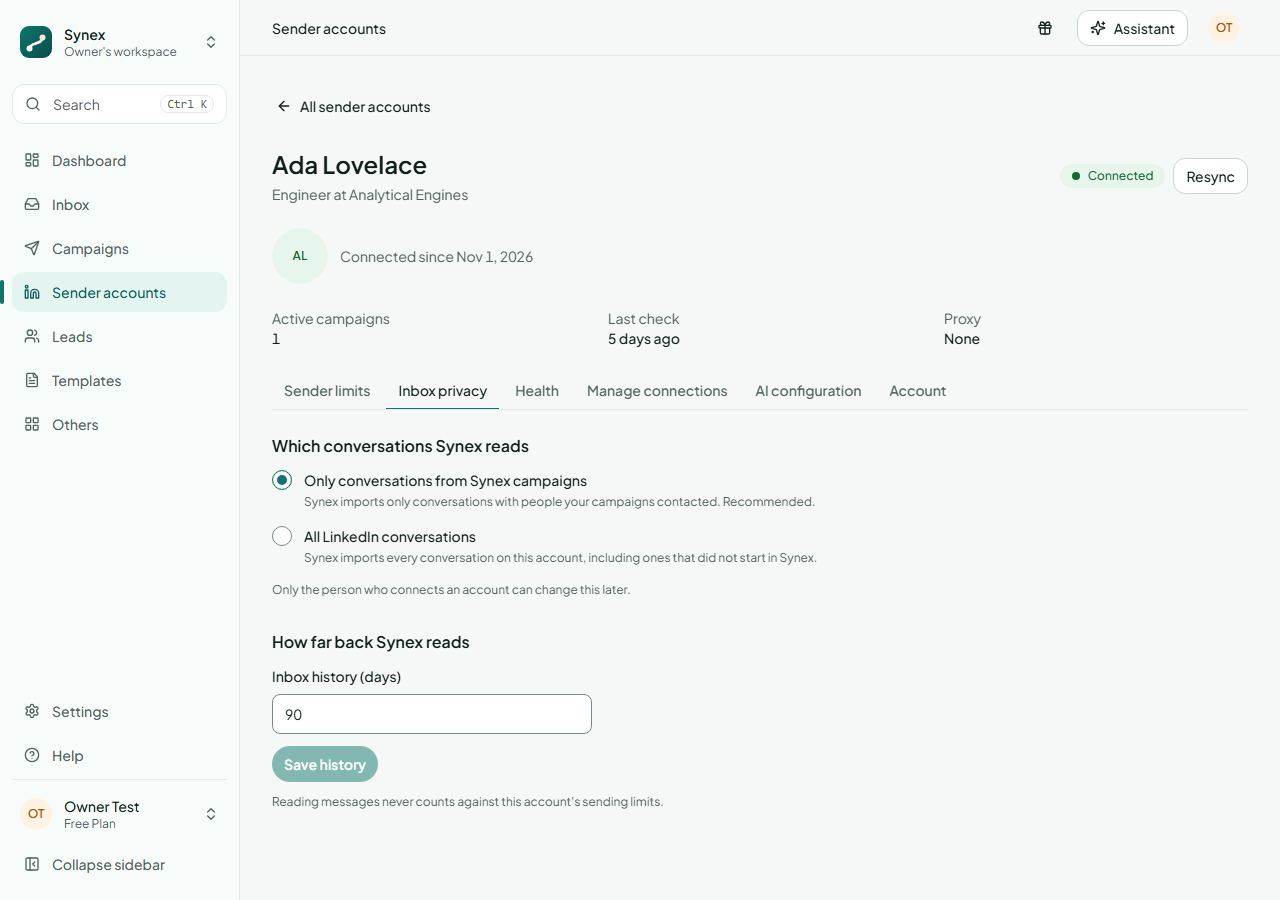 Synex
Owner's workspace
Search
Ctrl K
Dashboard
Inbox
Campaigns
Sender accounts
Leads
Templates
Others
Settings
Help
OT
Owner Test
Free Plan
Collapse sidebar
Sender accounts
Assistant
OT
All sender accounts
Ada Lovelace
Engineer at Analytical Engines
Connected
Resync
AL
Connected since Nov 1, 2026
Active campaigns
1
Last check
5 days ago
Proxy
None
Sender limits
Inbox privacy
Health
Manage connections
AI configuration
Account
Which conversations Synex reads
Only conversations from Synex campaigns
Synex imports only conversations with people your campaigns contacted. Recommended.
All LinkedIn conversations
Synex imports every conversation on this account, including ones that did not start in Synex.
Only the person who connects an account can change this later.
How far back Synex reads
Inbox history (days)
90
Save history
Reading messages never counts against this account's sending limits.